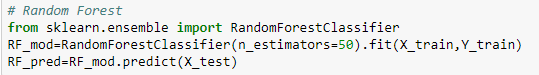 # Random Forest
from sklearn.ensemble import RandomForestClassifier
RF_mod=RandomForestClassifier(n_estimators=50).fit(X_train,Y_train)
RF_pred=RF_mod.predict(X_test)